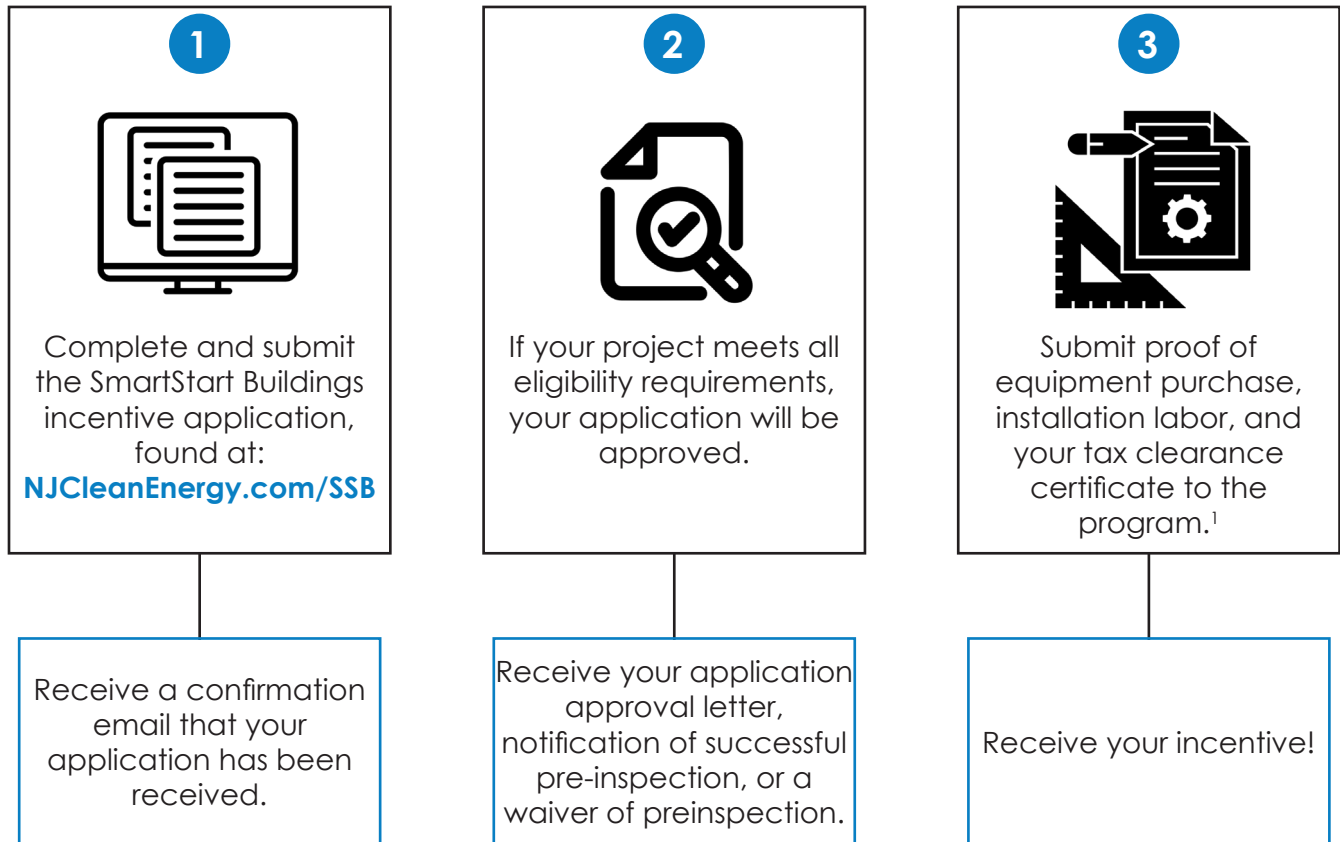 1
Complete and submit
the SmartStart Buildings
incentive application,
found at:
NJCleanEnergy.com/SSB
Receive a confirmation
email that your
application has been
received.
2
If your project meets all
eligibility requirements,
your application will be
approved.
Receive your application
approval letter,
notification of successful
pre-inspection, or a
waiver of preinspection.
3
Submit proof of
equipment purchase,
installation labor, and
your tax clearance
certificate to the
program.¹
Receive your incentive!